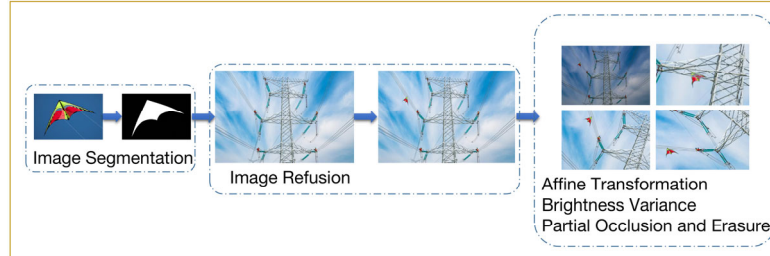 Image Segmentation
Image Refusion
Affine Transformation
Brightness Variance
Partial Occlusion and Erasure